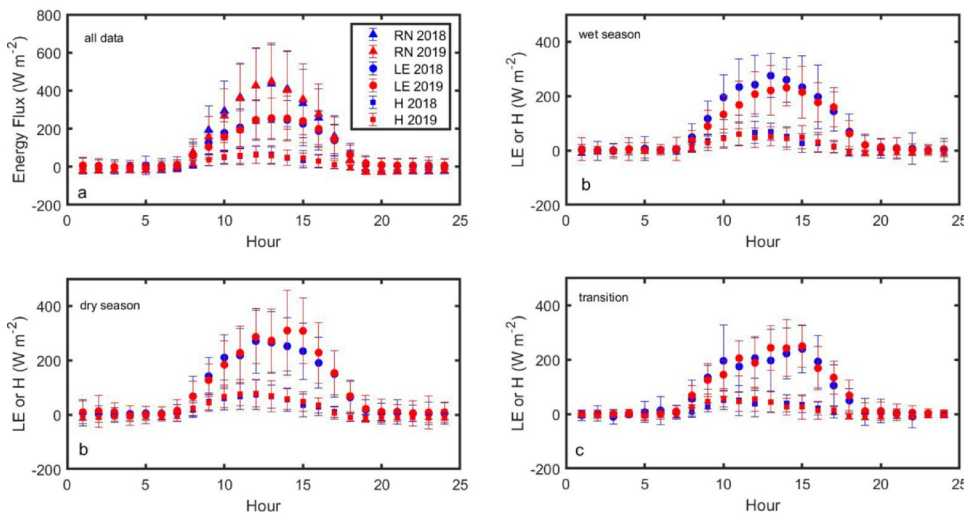 800
600
400
200
0
-200
Energy Flux (W m⁻²)
all data
RN 2018
RN 2019
LE 2018
LE 2019
H 2018
H 2019
a
0 5 10 15 20 25
Hour
400
200
0
-200
LE or H (W m⁻²)
wet season
b
0 5 10 15 20 25
Hour
400
200
0
-200
LE or H (W m⁻²)
dry season
b
0 5 10 15 20 25
Hour
400
200
0
-200
LE or H (W m⁻²)
transition
c
0 5 10 15 20 25
Hour